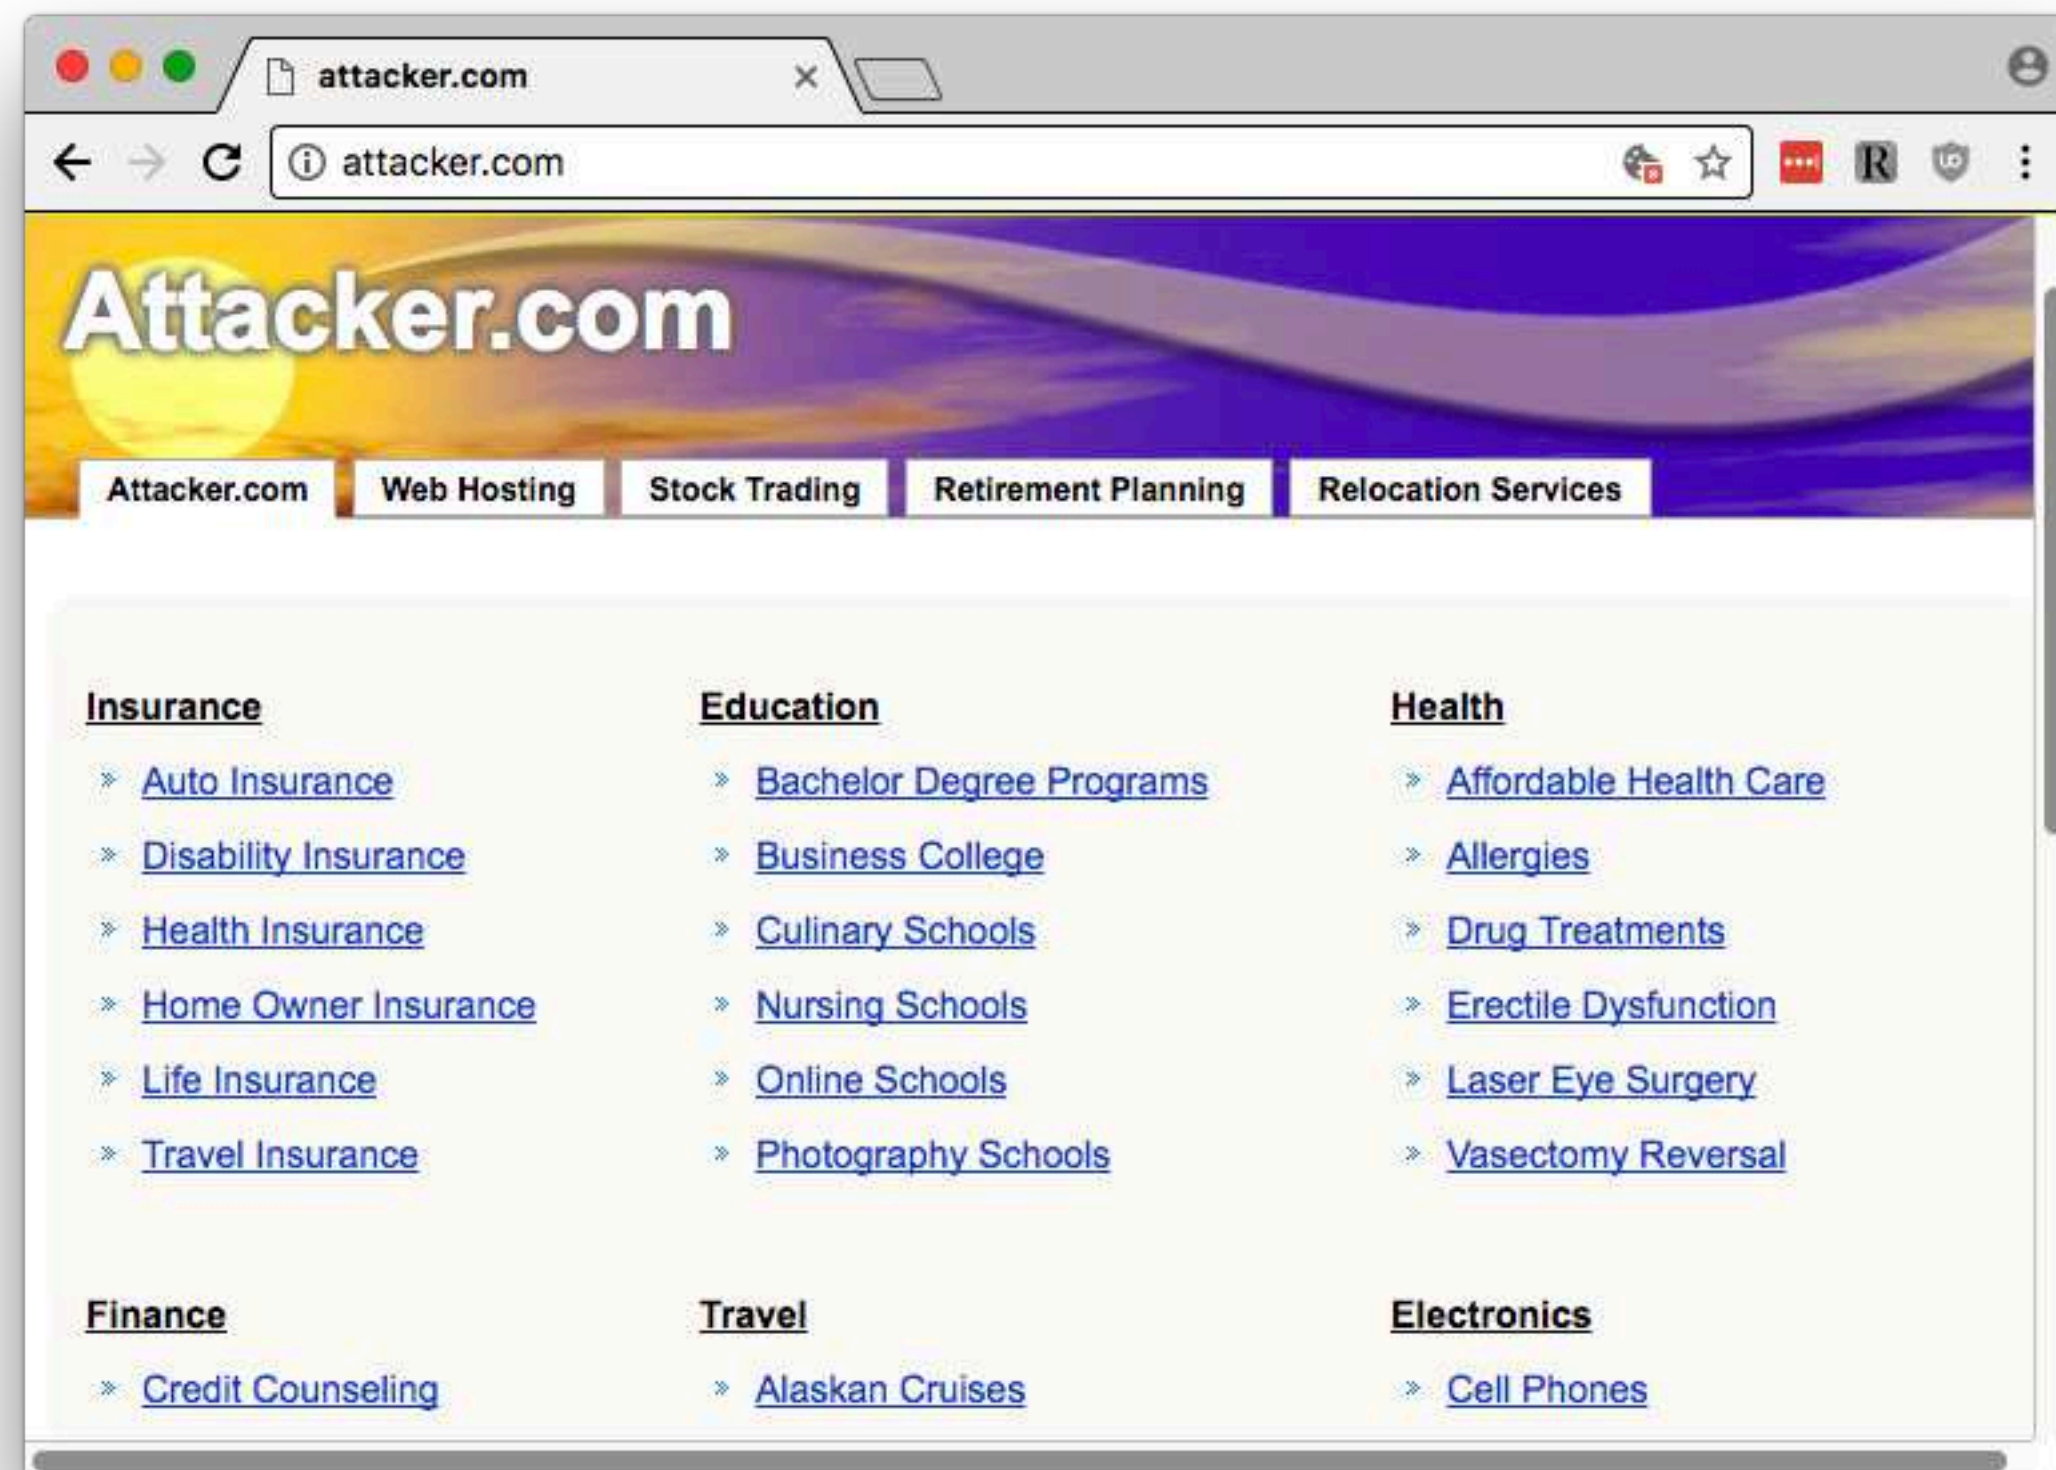 attacker.com
attacker.com
Attacker.com
Attacker.com Web Hosting Stock Trading Retirement Planning Relocation Services
Insurance
» Auto Insurance
» Disability Insurance
» Health Insurance
» Home Owner Insurance
» Life Insurance
» Travel Insurance
Education
» Bachelor Degree Programs
» Business College
» Culinary Schools
» Nursing Schools
» Online Schools
» Photography Schools
Health
» Affordable Health Care
» Allergies
» Drug Treatments
» Erectile Dysfunction
» Laser Eye Surgery
» Vasectomy Reversal
Finance
» Credit Counseling
Travel
» Alaskan Cruises
Electronics
» Cell Phones